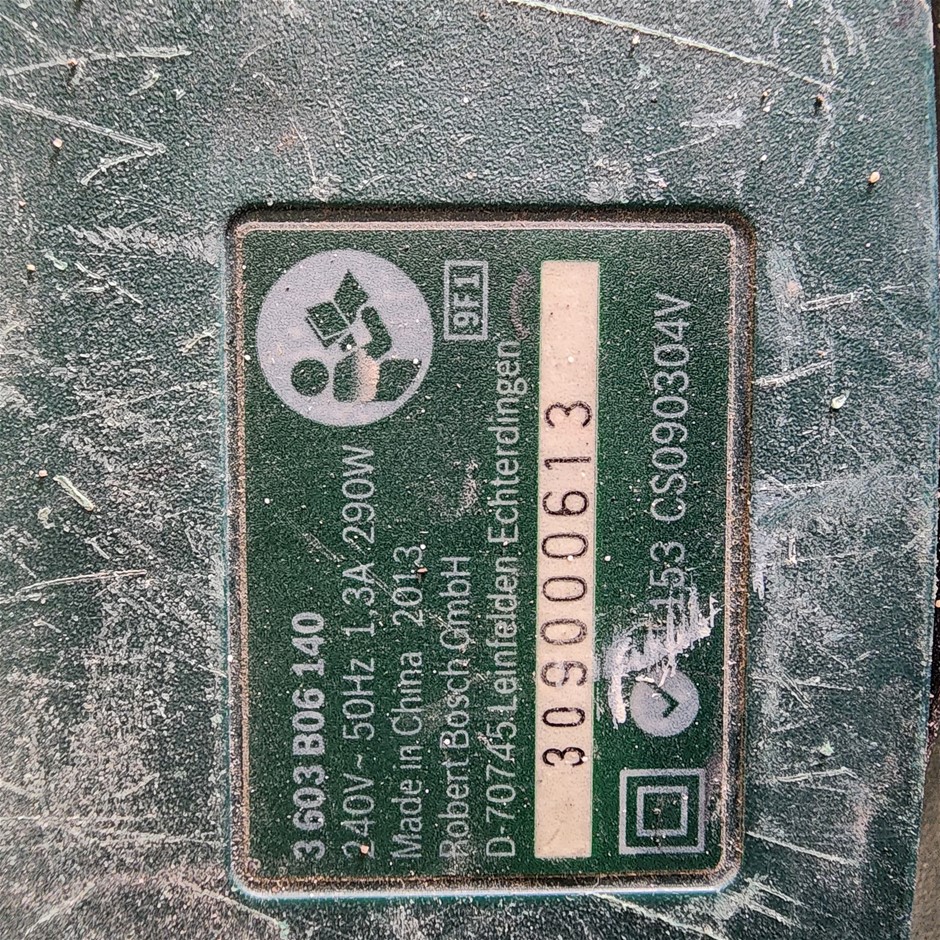 3 603 B06 140
240V ~ 50Hz 1.3A 290W
Made in China 2013
Robert Bosch GmbH
9F1
D-70745 Leinfelden-Echterdingen
309000613
153 CS090304V